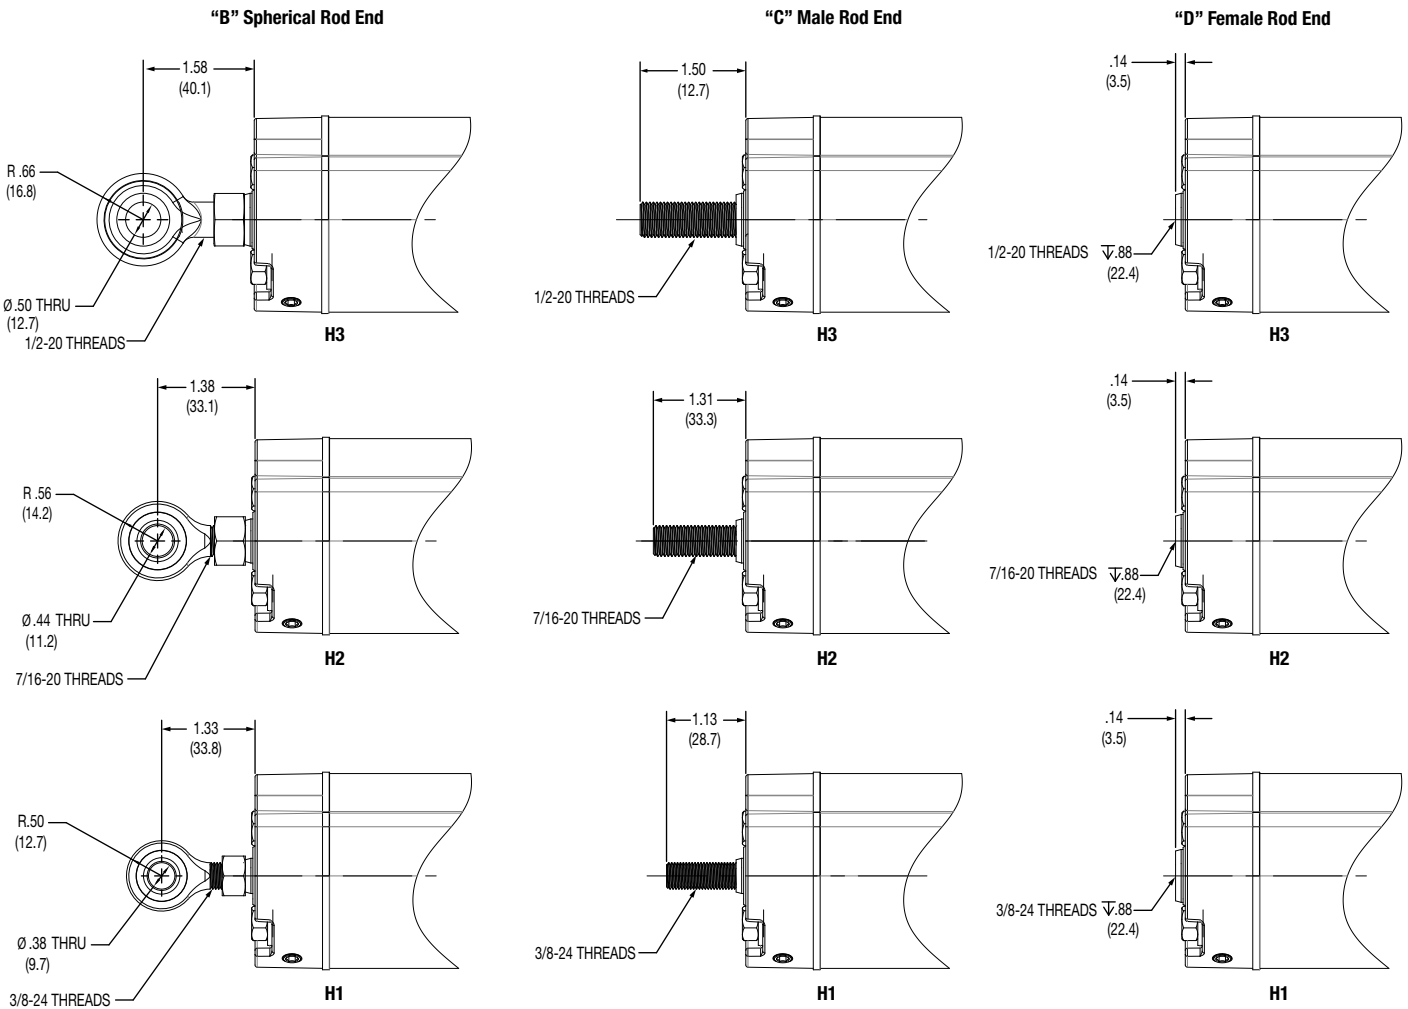 “B” Spherical Rod End
“C” Male Rod End
“D” Female Rod End
1.58
(40.1)
R .66
(16.8)
Ø.50 THRU
(12.7)
1/2-20 THREADS
H3
1.50
(12.7)
1/2-20 THREADS
H3
.14
(3.5)
1/2-20 THREADS ↧.88
(22.4)
H3
1.38
(33.1)
R .56
(14.2)
Ø.44 THRU
(11.2)
7/16-20 THREADS
H2
1.31
(33.3)
7/16-20 THREADS
H2
.14
(3.5)
7/16-20 THREADS ↧.88
(22.4)
H2
1.33
(33.8)
R.50
(12.7)
Ø.38 THRU
(9.7)
3/8-24 THREADS
H1
1.13
(28.7)
3/8-24 THREADS
H1
.14
(3.5)
3/8-24 THREADS ↧.88
(22.4)
H1